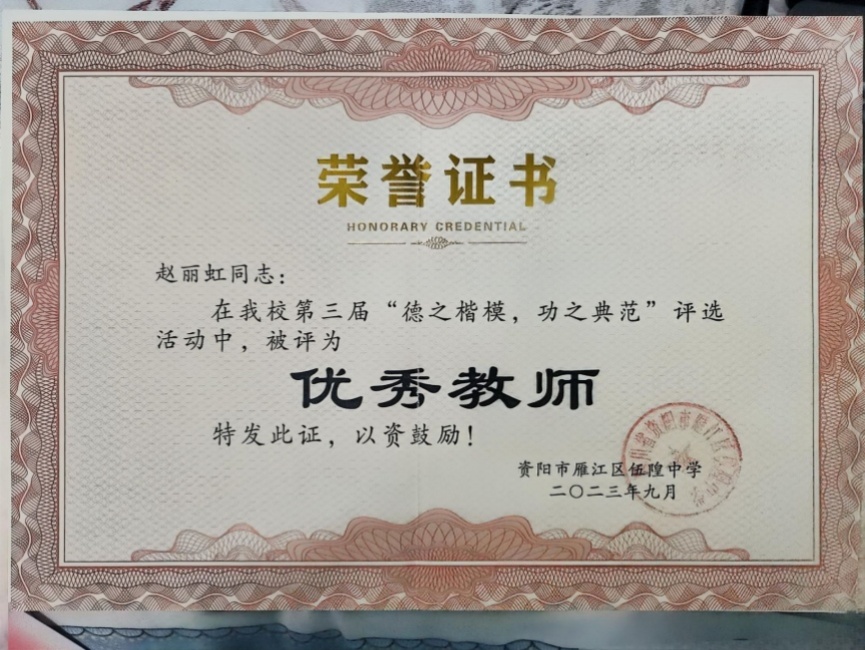 荣誉证书
HONORARY CREDENTIAL
赵丽虹同志：
在我校第三届“德之楷模，功之典范”评选
活动中，被评为
优秀教师
特发此证，以资鼓励！
资阳市雁江区伍隍中学
二〇二三年九月